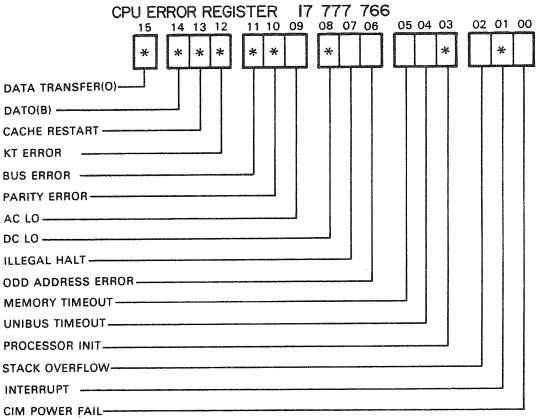 CPU ERROR REGISTER 17 777 766
15 14 13 12 11 10 09 08 07 06 05 04 03 02 01 00
* * * * * * * * *
DATA TRANSFER(O)
DATO(B)
CACHE RESTART
KT ERROR
BUS ERROR
PARITY ERROR
AC LO
DC LO
ILLEGAL HALT
ODD ADDRESS ERROR
MEMORY TIMEOUT
UNIBUS TIMEOUT
PROCESSOR INIT
STACK OVERFLOW
INTERRUPT
CIM POWER FAIL